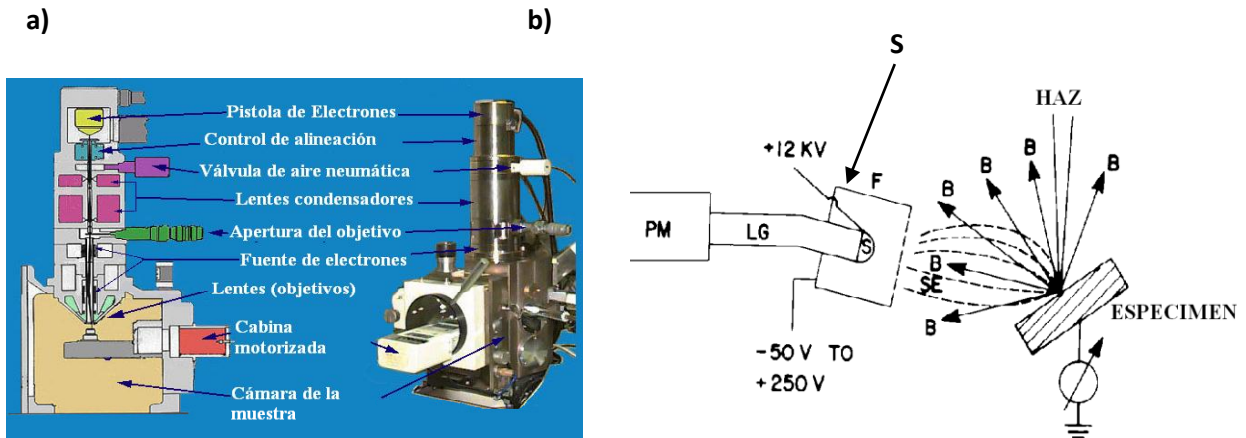 a)
b)
Pistola de Electrones
Control de alineación
Válvula de aire neumática
Lentes condensadores
Apertura del objetivo
Fuente de electrones
Lentes (objetivos)
Cabina
motorizada
Cámara de la
muestra
S
HAZ
+12 KV
F
B
B
B
B
PM
LG
S
B
SE
B
ESPECIMEN
-50 V TO
+250 V